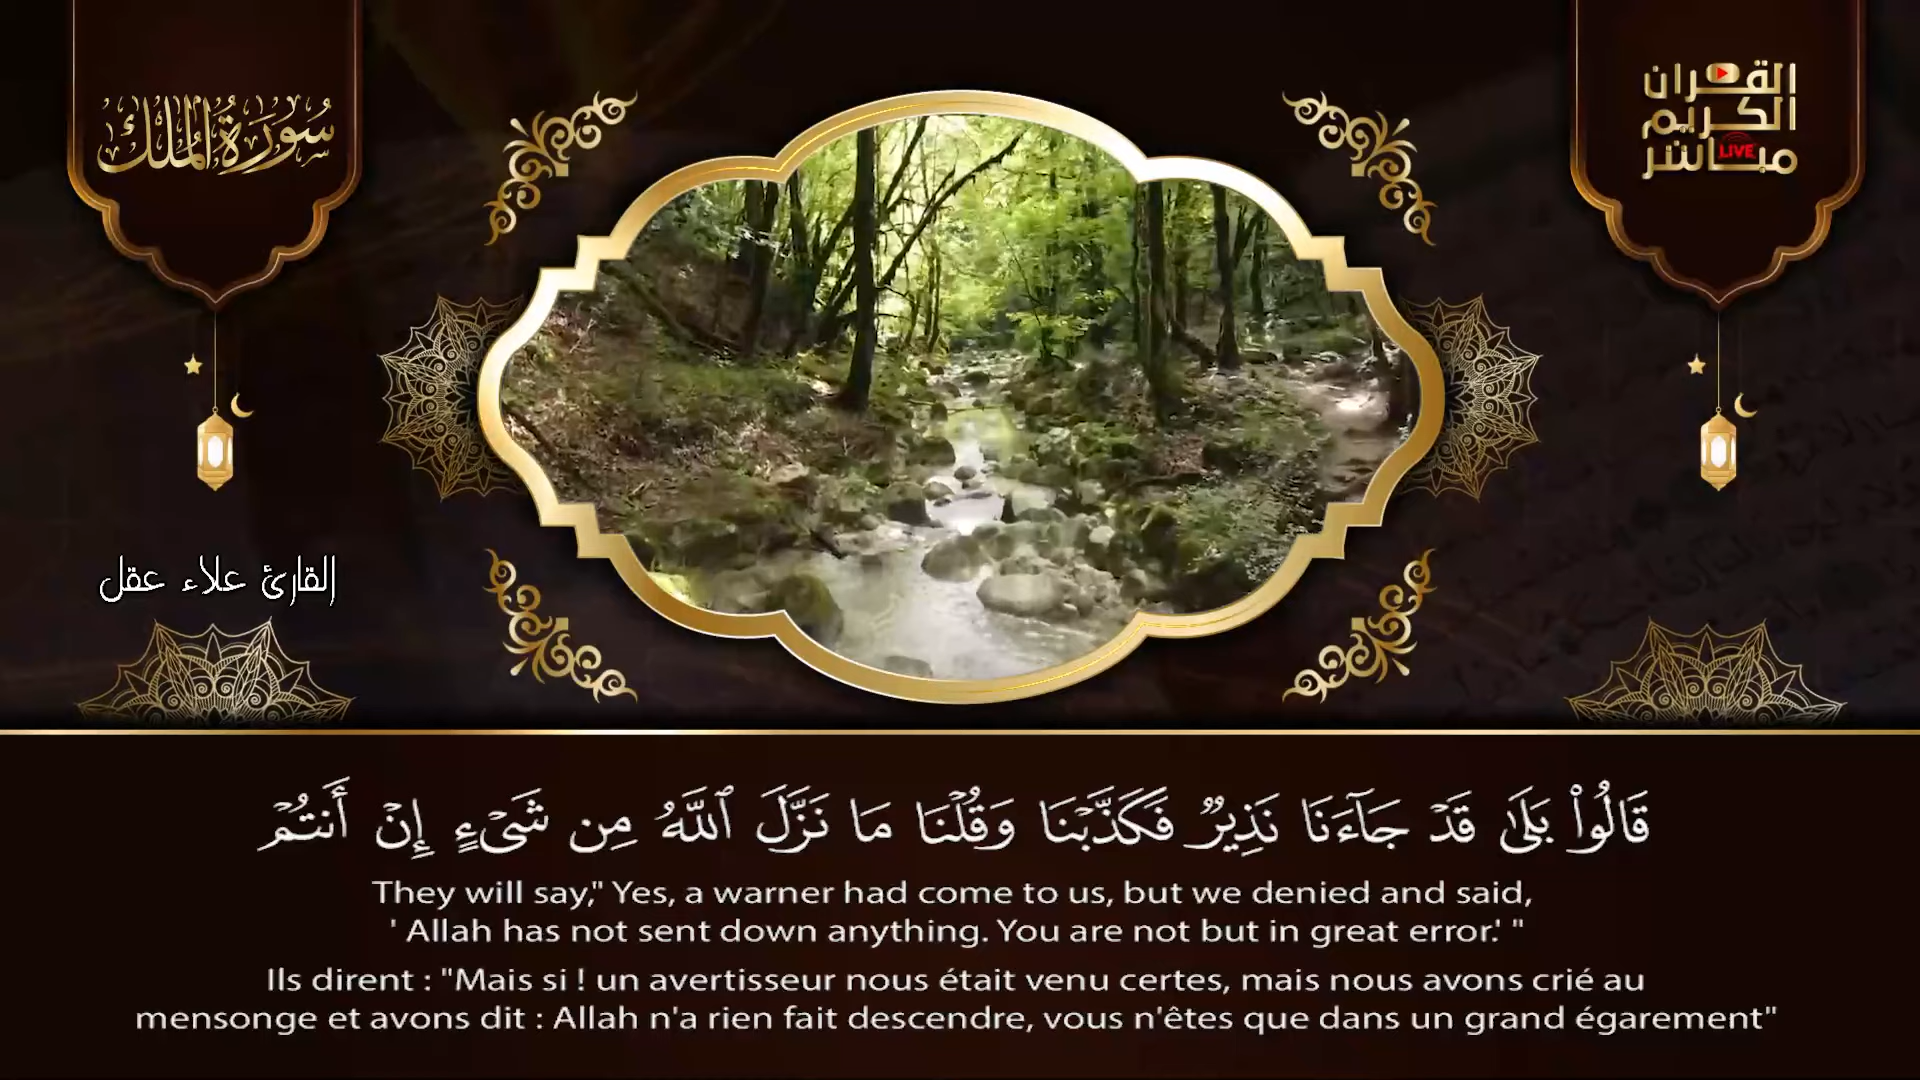 سُورَةُ المُلك
القرآن
الكريم
مباشر
LIVE
القارئ علاء عقل
قَالُوا۟ بَلَىٰ قَدْ جَآءَنَا نَذِيرٌ فَكَذَّبْنَا وَقُلْنَا مَا نَزَّلَ ٱللَّهُ مِن شَىْءٍ إِنْ أَنتُمْ
They will say," Yes, a warner had come to us, but we denied and said,
' Allah has not sent down anything. You are not but in great error.' "
Ils dirent : "Mais si ! un avertisseur nous était venu certes, mais nous avons crié au
mensonge et avons dit : Allah n'a rien fait descendre, vous n'êtes que dans un grand égarement"